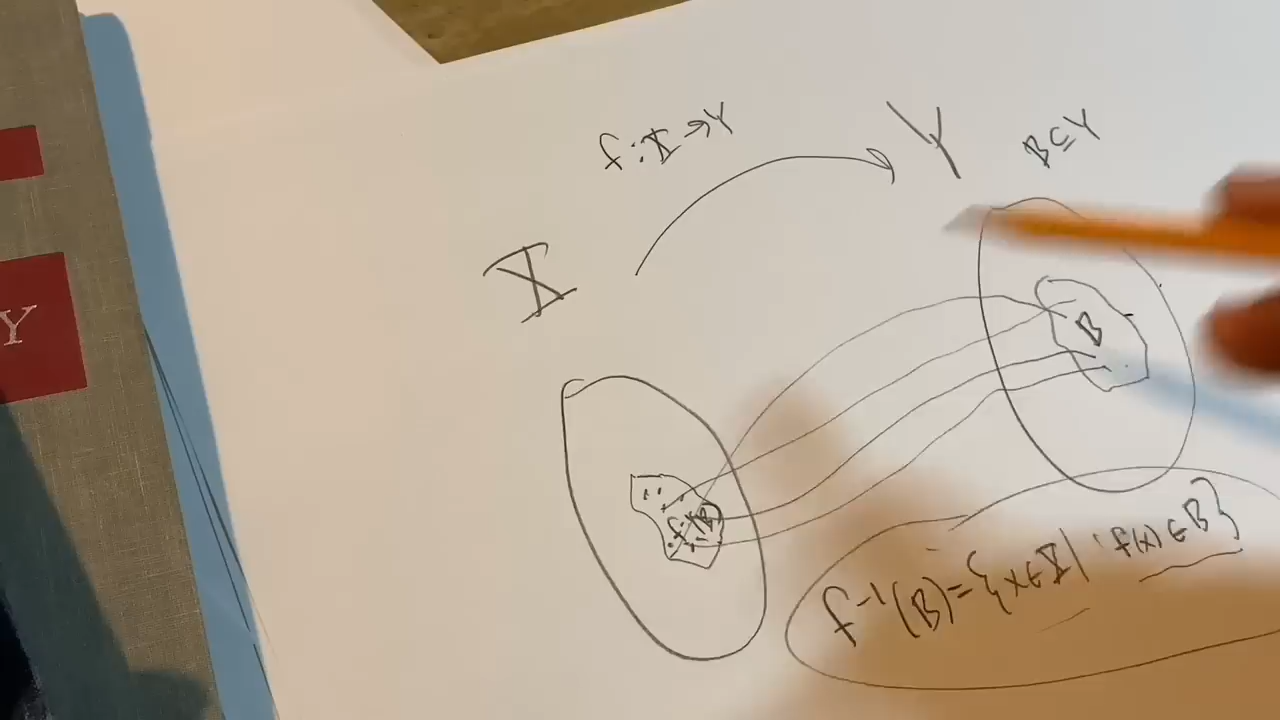 f : X → Y
Y
B ⊆ Y
X
B
f⁻¹(B)
f⁻¹(B) = { x ∈ X | f(x) ∈ B }
Y